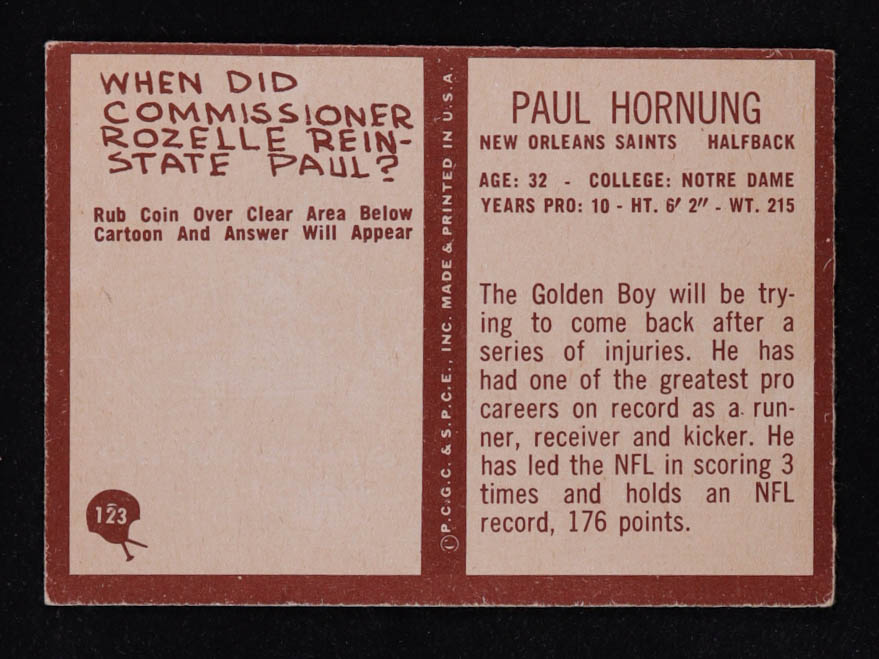 WHEN DID
COMMISSIONER
ROZELLE REIN-
STATE PAUL?
Rub Coin Over Clear Area Below
Cartoon And Answer Will Appear
123
© P.C.G.C. & S.P.C.E., INC. MADE & PRINTED IN U.S.A.
PAUL HORNUNG
NEW ORLEANS SAINTS HALFBACK
AGE: 32 - COLLEGE: NOTRE DAME
YEARS PRO: 10 - HT. 6′ 2″ - WT. 215
The Golden Boy will be try-
ing to come back after a
series of injuries. He has
had one of the greatest pro
careers on record as a run-
ner, receiver and kicker. He
has led the NFL in scoring 3
times and holds an NFL
record, 176 points.